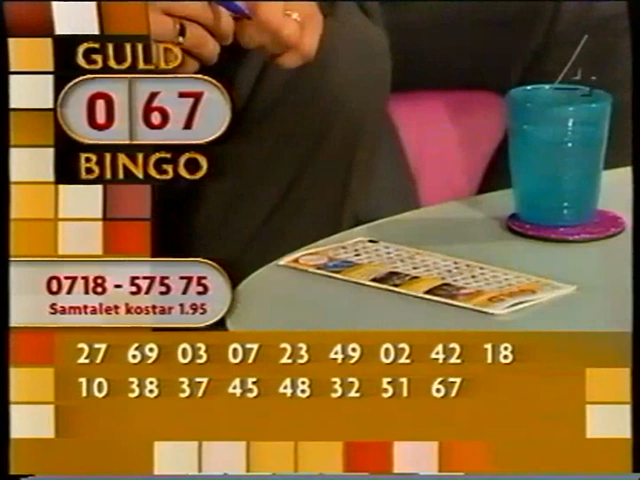 GULD
0 67
BINGO
0718 - 575 75
Samtalet kostar 1.95
27 69 03 07 23 49 02 42 18
10 38 37 45 48 32 51 67